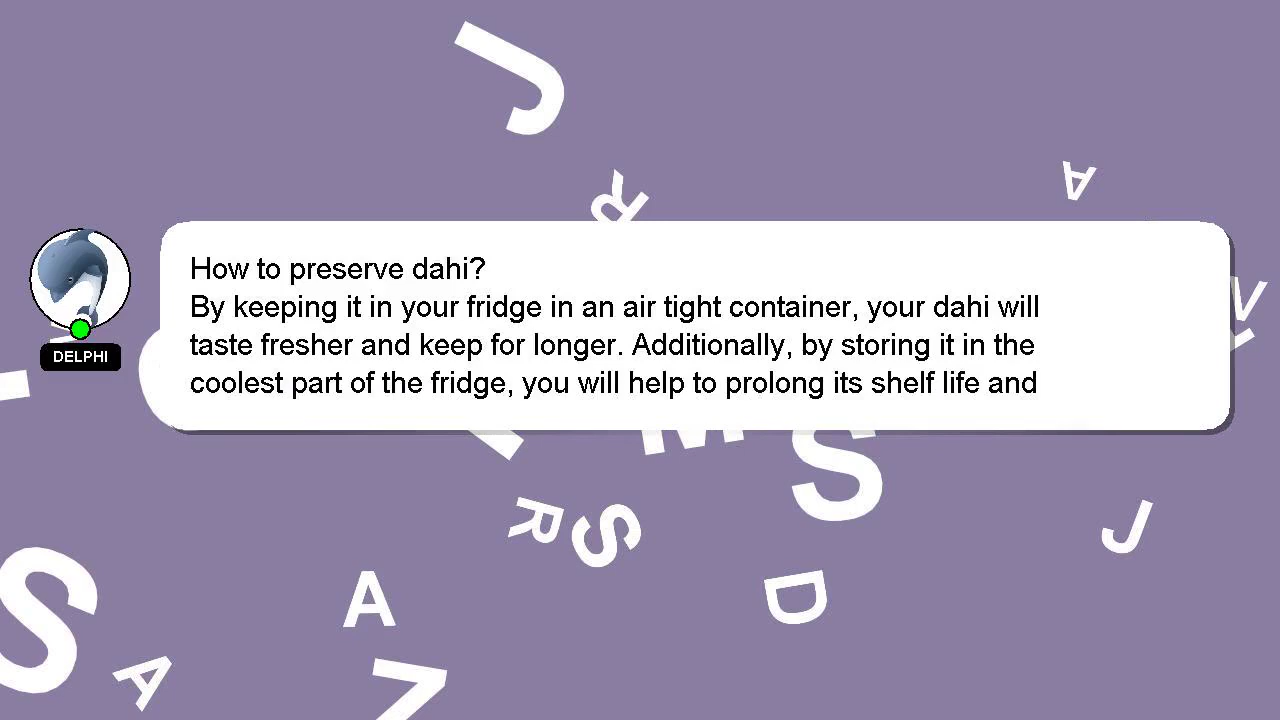 How to preserve dahi?
By keeping it in your fridge in an air tight container, your dahi will
taste fresher and keep for longer. Additionally, by storing it in the
coolest part of the fridge, you will help to prolong its shelf life and
DELPHI
J
R
A
V
M
S
R
S
J
D
A
S
A
Z